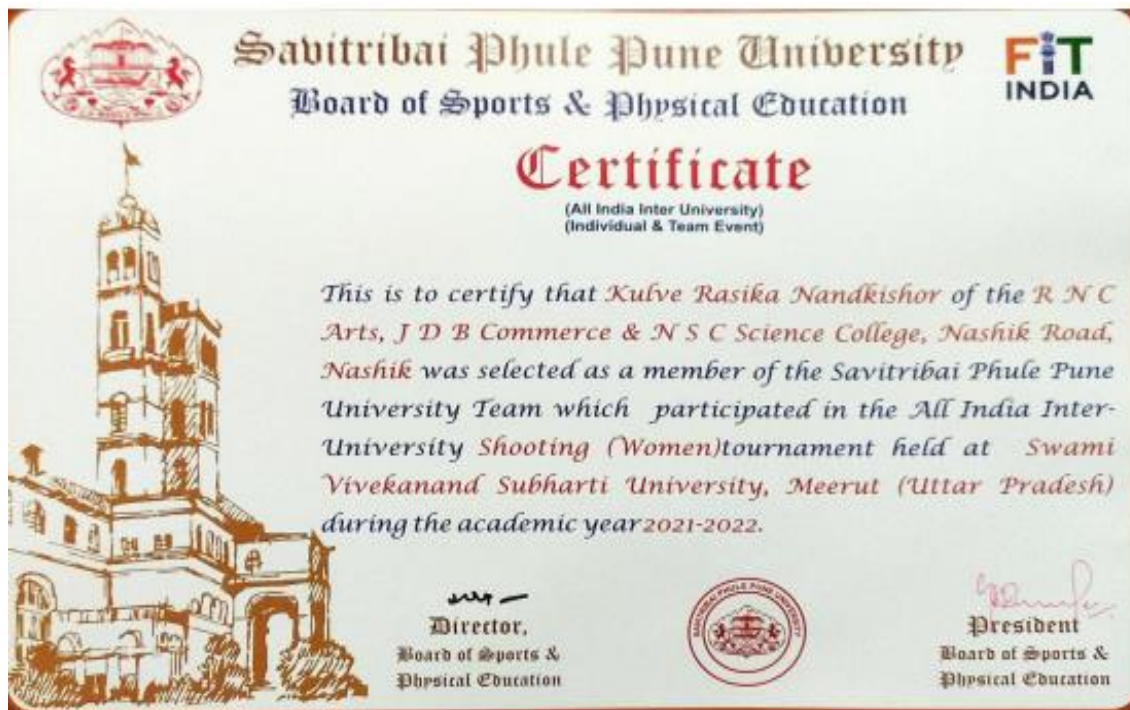 Savitribai Phule Pune University
FIT
INDIA
Board of Sports & Physical Education
Certificate
(All India Inter University)
(Individual & Team Event)
This is to certify that Kulve Rasika Nandkishor of the R N C
Arts, J D B Commerce & N S C Science College, Nashik Road,
Nashik was selected as a member of the Savitribai Phule Pune
University Team which participated in the All India Inter-
University Shooting (Women)tournament held at Swami
Vivekanand Subharti University, Meerut (Uttar Pradesh)
during the academic year 2021-2022.
Director,
Board of Sports &
Physical Education
SAVITRIBAI PHULE PUNE UNIVERSITY
President
Board of Sports &
Physical Education